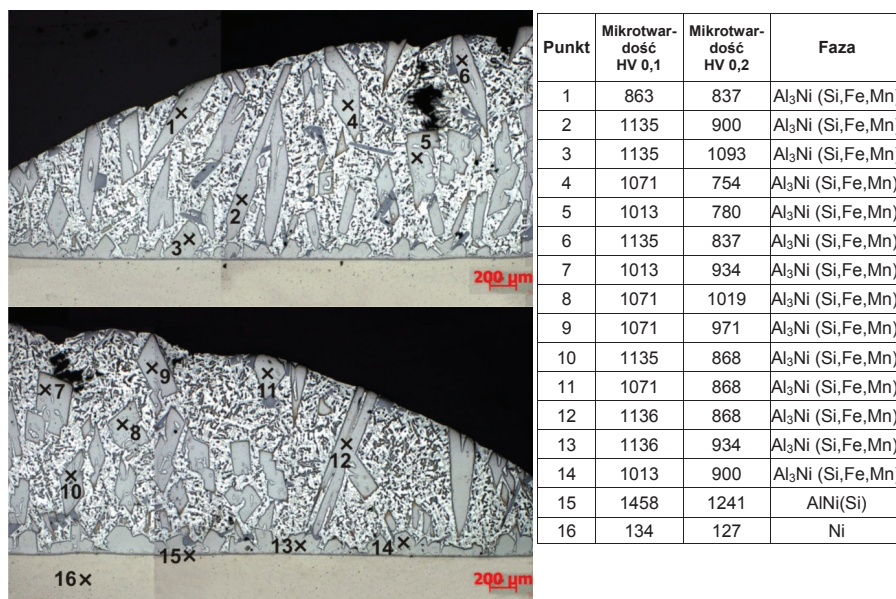 1
2
3
4
5
6
200 μm
7
8
9
10
11
12
13
14
15
16
200 μm
Punkt Mikrotwar-dość HV 0,1 Mikrotwar-dość HV 0,2 Faza
1 863 837 Al₃Ni (Si,Fe,Mn
2 1135 900 Al₃Ni (Si,Fe,Mn
3 1135 1093 Al₃Ni (Si,Fe,Mn
4 1071 754 Al₃Ni (Si,Fe,Mn)
5 1013 780 Al₃Ni (Si,Fe,Mn)
6 1135 837 Al₃Ni (Si,Fe,Mn)
7 1013 934 Al₃Ni (Si,Fe,Mn)
8 1071 1019 Al₃Ni (Si,Fe,Mn)
9 1071 971 Al₃Ni (Si,Fe,Mn)
10 1135 868 Al₃Ni (Si,Fe,Mn)
11 1071 868 Al₃Ni (Si,Fe,Mn)
12 1136 868 Al₃Ni (Si,Fe,Mn)
13 1136 934 Al₃Ni (Si,Fe,Mn)
14 1013 900 Al₃Ni (Si,Fe,Mn
15 1458 1241 AlNi(Si)
16 134 127 Ni